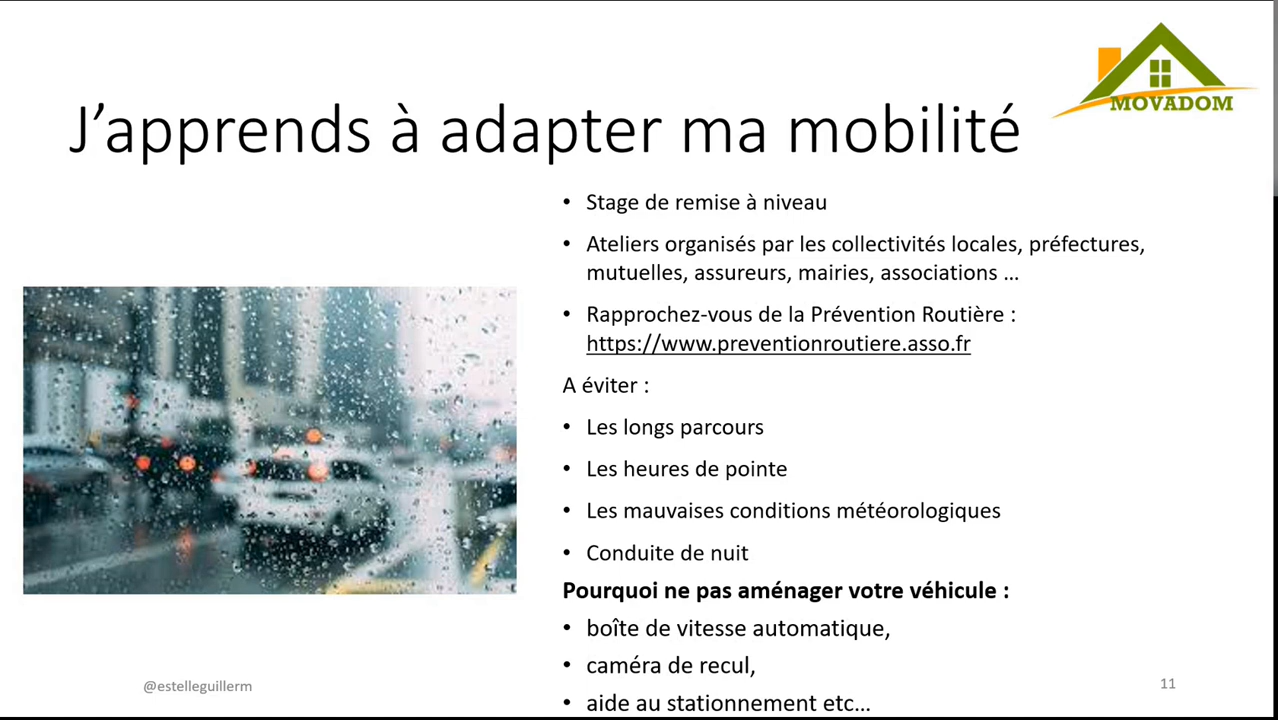 MOVADOM
J’apprends à adapter ma mobilité
• Stage de remise à niveau
• Ateliers organisés par les collectivités locales, préfectures,
mutuelles, assureurs, mairies, associations …
• Rapprochez-vous de la Prévention Routière :
https://www.preventionroutiere.asso.fr
A éviter :
• Les longs parcours
• Les heures de pointe
• Les mauvaises conditions météorologiques
• Conduite de nuit
Pourquoi ne pas aménager votre véhicule :
• boîte de vitesse automatique,
• caméra de recul,
• aide au stationnement etc…
@estelleguillerm
11